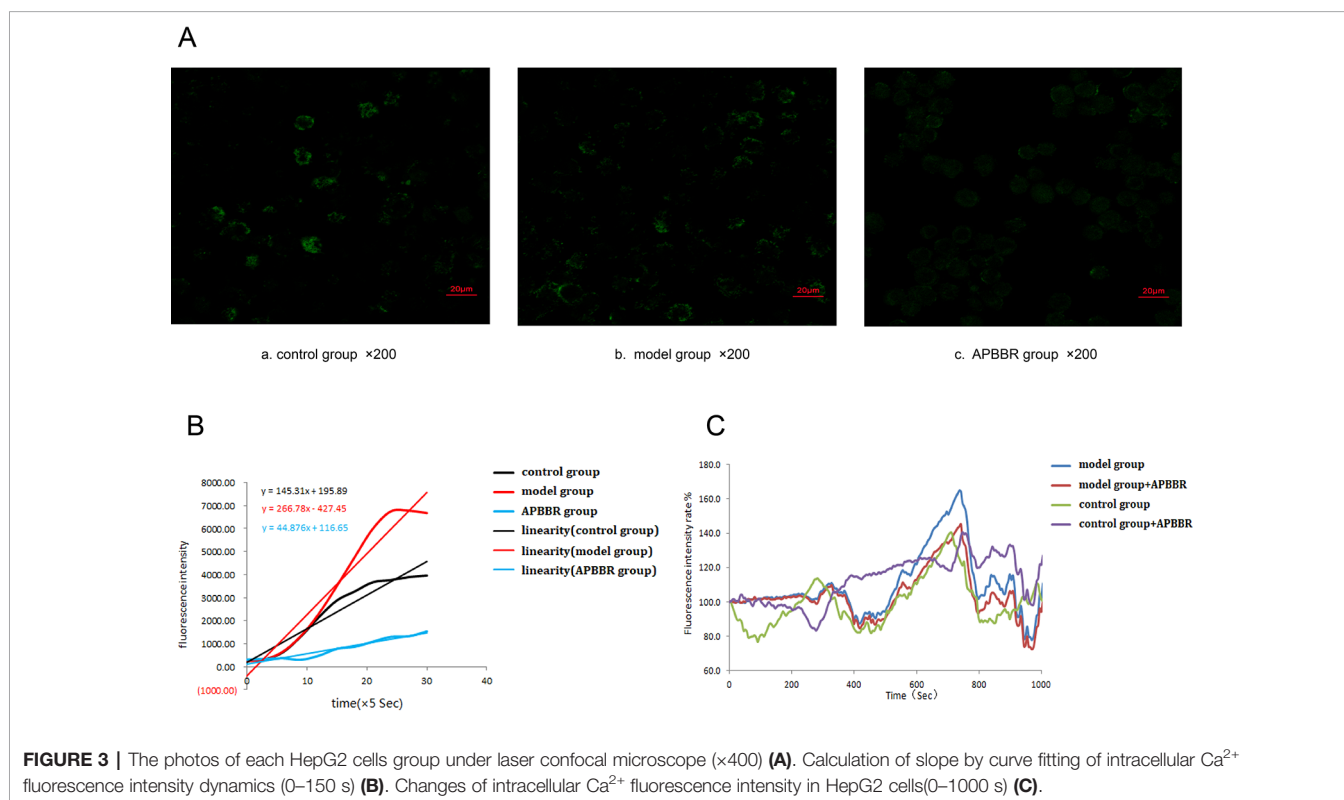 A
20μm
20μm
20μm
a. control group ×200
b. model group ×200
c. APBBR group ×200
B
8000.00
7000.00
6000.00
5000.00
4000.00
3000.00
2000.00
1000.00
0.00
(1000.00)
fluorescence intensity
y = 145.31x + 195.89
y = 266.78x - 427.45
y = 44.876x + 116.65
0
10
20
30
40
time(×5 Sec)
control group
model group
APBBR group
linearity(control group)
linearity(model group)
linearity(APBBR group)
C
180.0
160.0
140.0
120.0
100.0
80.0
60.0
Fluorescence intensity rate %
0
200
400
600
800
1000
Time（Sec）
model group
model group+APBBR
control group
control group+APBBR
FIGURE 3 | The photos of each HepG2 cells group under laser confocal microscope (×400) (A). Calculation of slope by curve fitting of intracellular Ca²⁺
fluorescence intensity dynamics (0–150 s) (B). Changes of intracellular Ca²⁺ fluorescence intensity in HepG2 cells(0–1000 s) (C).